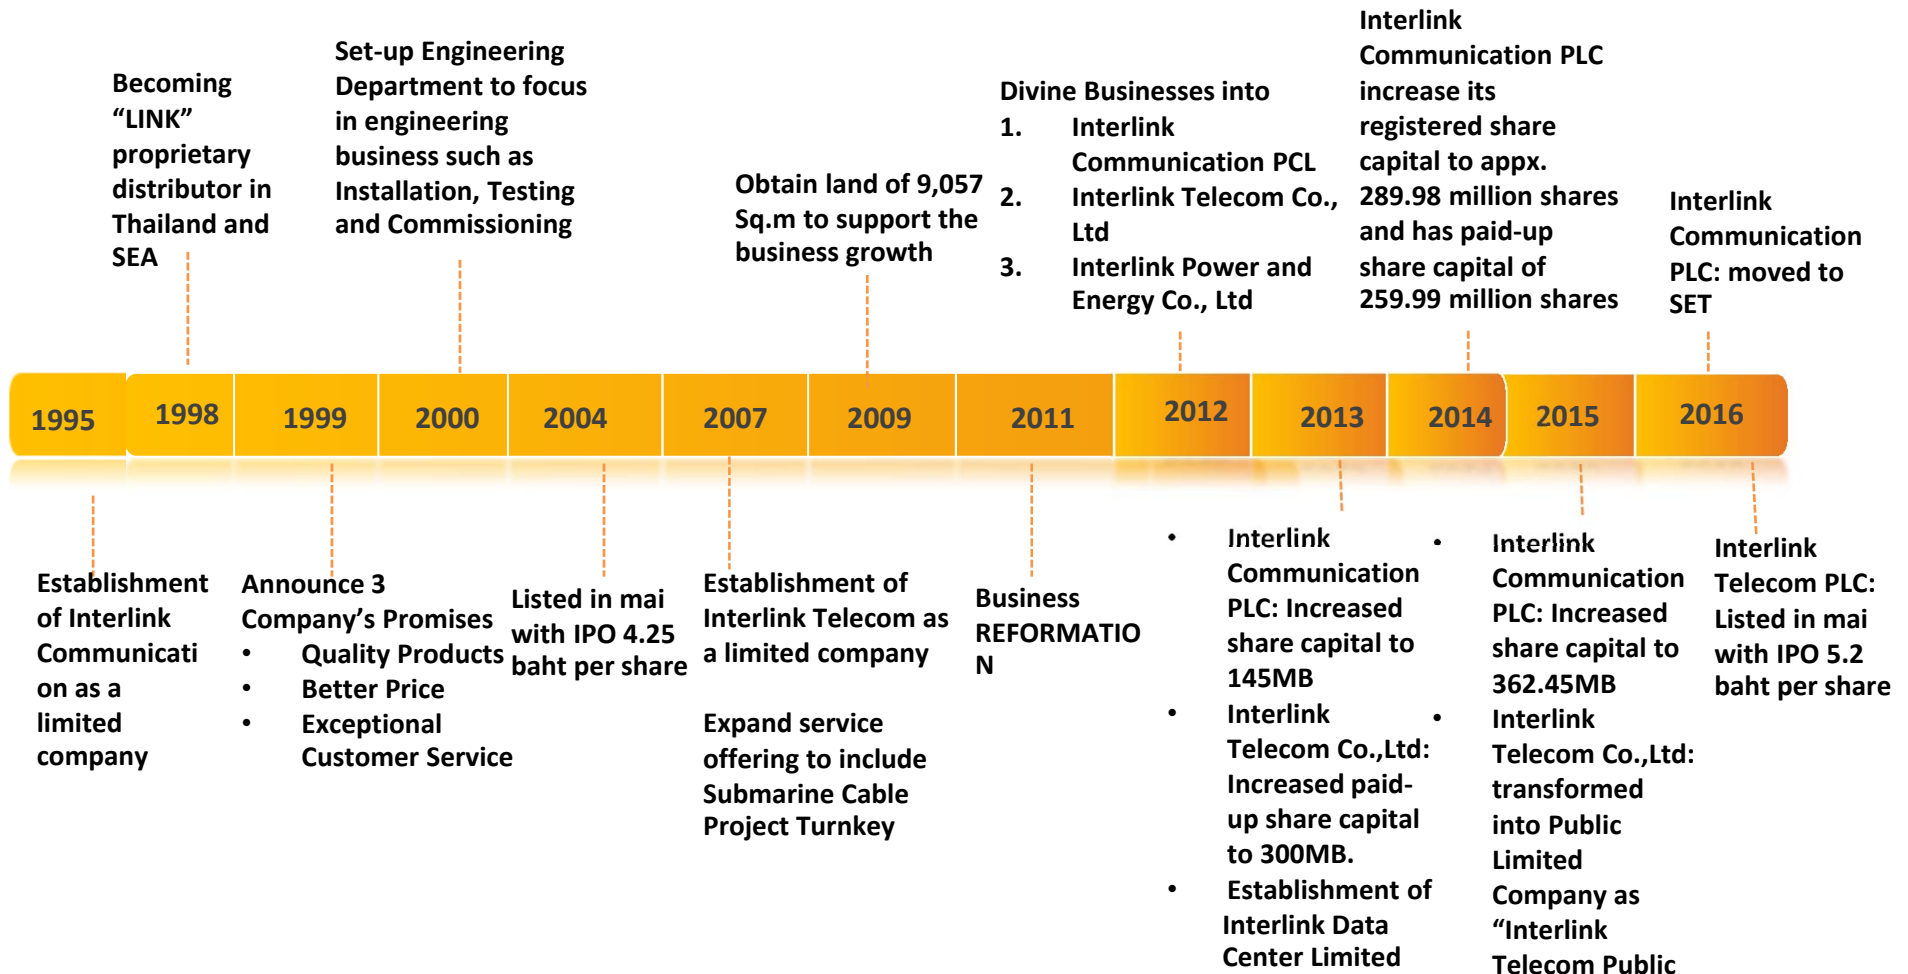 Becoming
“LINK”
proprietary
distributor in
Thailand and
SEA
Set-up Engineering
Department to focus
in engineering
business such as
Installation, Testing
and Commissioning
Obtain land of 9,057
Sq.m to support the
business growth
Divine Businesses into
1. Interlink
Communication PCL
2. Interlink Telecom Co.,
Ltd
3. Interlink Power and
Energy Co., Ltd
Interlink
Communication PLC
increase its
registered share
capital to appx.
289.98 million shares
and has paid-up
share capital of
259.99 million shares
Interlink
Communication
PLC: moved to
SET
1995 1998 1999 2000 2004 2007 2009 2011 2012 2013 2014 2015 2016
Establishment
of Interlink
Communicati
on as a
limited
company
Announce 3
Company’s Promises
• Quality Products
• Better Price
• Exceptional
Customer Service
Listed in mai
with IPO 4.25
baht per share
Establishment of
Interlink Telecom as
a limited company
Expand service
offering to include
Submarine Cable
Project Turnkey
Business
REFORMATIO
N
• Interlink
Communication
PLC: Increased
share capital to
145MB
• Interlink
Telecom Co.,Ltd:
Increased paid-
up share capital
to 300MB.
• Establishment of
Interlink Data
Center Limited
• Interlink
Communication
PLC: Increased
share capital to
362.45MB
• Interlink
Telecom Co.,Ltd:
transformed
into Public
Limited
Company as
“Interlink
Telecom Public
Interlink
Telecom PLC:
Listed in mai
with IPO 5.2
baht per share